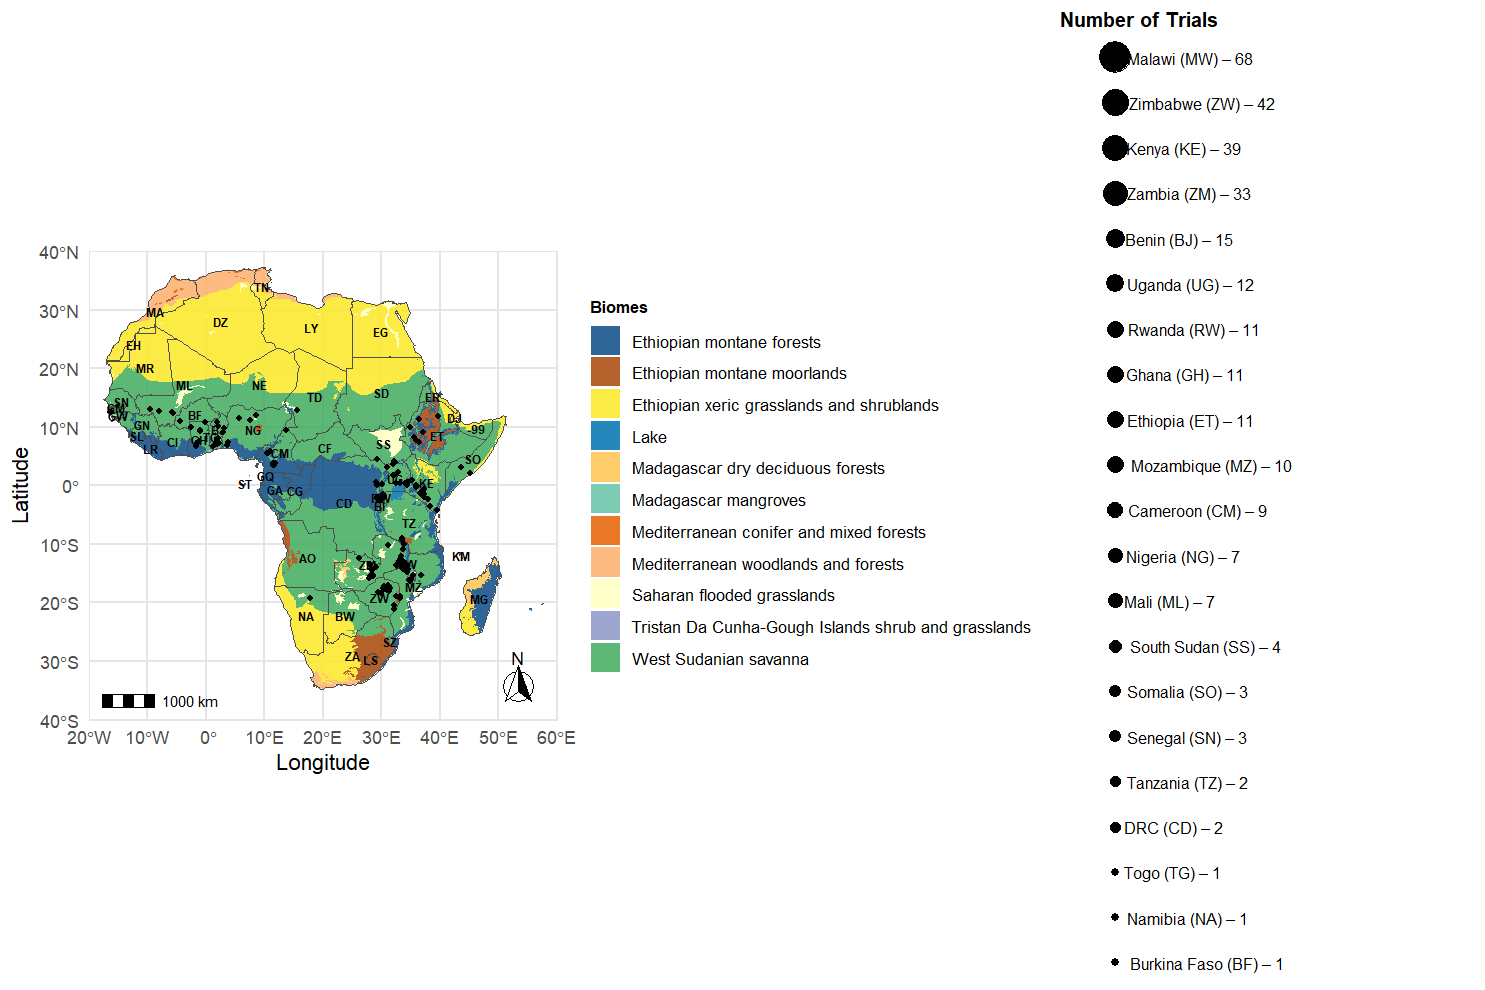 Number of Trials
Malawi (MW) – 68
Zimbabwe (ZW) – 42
Kenya (KE) – 39
Zambia (ZM) – 33
Benin (BJ) – 15
Uganda (UG) – 12
Rwanda (RW) – 11
Ghana (GH) – 11
Ethiopia (ET) – 11
Mozambique (MZ) – 10
Cameroon (CM) – 9
Nigeria (NG) – 7
Mali (ML) – 7
South Sudan (SS) – 4
Somalia (SO) – 3
Senegal (SN) – 3
Tanzania (TZ) – 2
DRC (CD) – 2
Togo (TG) – 1
Namibia (NA) – 1
Burkina Faso (BF) – 1
Biomes
Ethiopian montane forests
Ethiopian montane moorlands
Ethiopian xeric grasslands and shrublands
Lake
Madagascar dry deciduous forests
Madagascar mangroves
Mediterranean conifer and mixed forests
Mediterranean woodlands and forests
Saharan flooded grasslands
Tristan Da Cunha-Gough Islands shrub and grasslands
West Sudanian savanna
Latitude
40°N
30°N
20°N
10°N
0°
10°S
20°S
30°S
40°S
20°W 10°W 0° 10°E 20°E 30°E 40°E 50°E 60°E
Longitude
TN
MA
DZ
LY
EG
EH
MR
ML
NE
TD
SD
ER
SN
GW
BF
DJ
GN
NG
-99
SL
CI
ET
LR
CM
CF
SS
SO
GQ
ST
GA
CG
KE
CD
TZ
AO
KM
MZ
ZW
MG
NA
BW
SZ
ZA
LS
N
1000 km